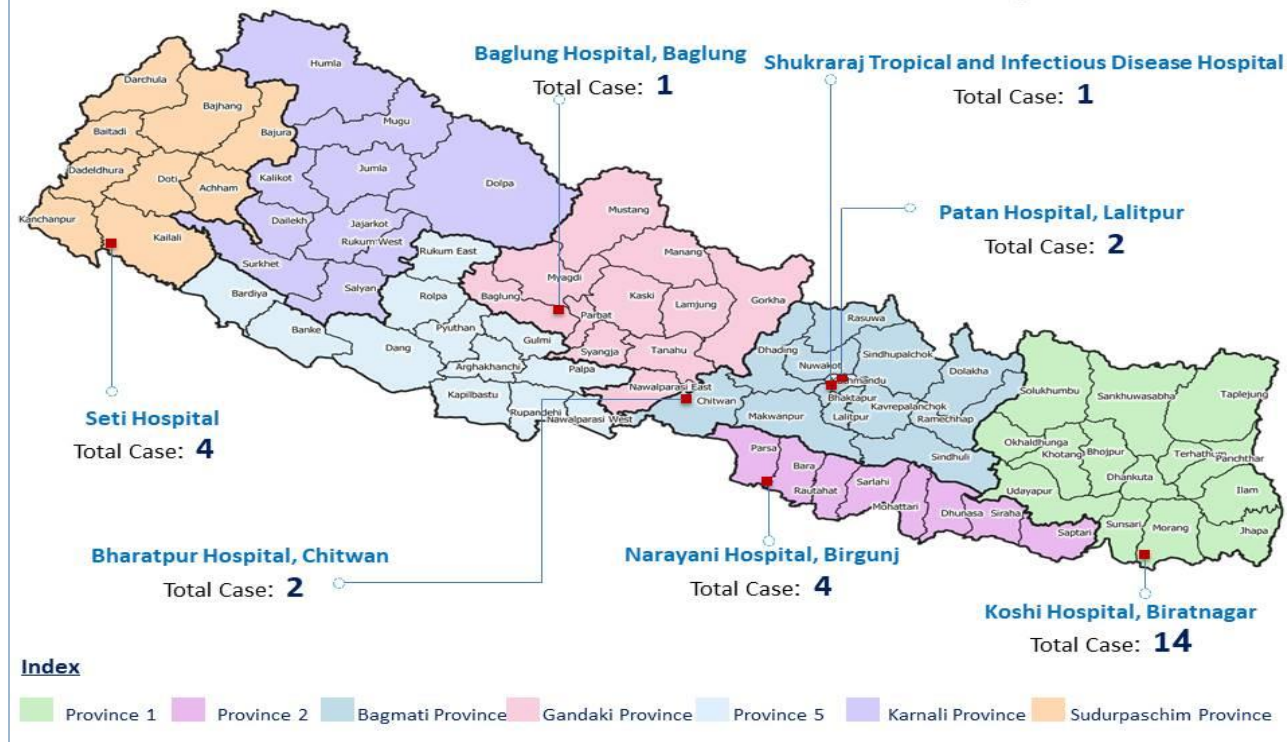 Baglung Hospital, Baglung
Total Case: 1
Shukraraj Tropical and Infectious Disease Hospital
Total Case: 1
Patan Hospital, Lalitpur
Total Case: 2
Seti Hospital
Total Case: 4
Bharatpur Hospital, Chitwan
Total Case: 2
Narayani Hospital, Birgunj
Total Case: 4
Koshi Hospital, Biratnagar
Total Case: 14
Darchula
Bajhang
Baitadi
Bajura
Dadeldhura
Doti
Achham
Kanchanpur
Kailali
Humla
Mugu
Jumla
Kalikot
Dolpa
Dailekh
Jajarkot
Rukum West
Surkhet
Salyan
Rukum East
Bardiya
Rolpa
Banke
Pyuthan
Dang
Gulmi
Arghakhanchi
Palpa
Kapilbastu
Rupandehi
Nawalparasi West
Mustang
Manang
Myagdi
Kaski
Lamjung
Gorkha
Baglung
Parbat
Syangja
Tanahu
Nawalparasi East
Chitwan
Rasuwa
Dhading
Nuwakot
Sindhupalchok
Dolakha
Bhaktapur
Kavrepalanchok
Lalitpur
Ramechhap
Makwanpur
Sindhuli
Parsa
Bara
Rautahat
Sarlahi
Mohattari
Dhunasa
Siraha
Saptari
Solukhumbu
Sankhuwasabha
Taplejung
Okhaldhunga
Khotang
Bhojpur
Terhathum
Panchthar
Dhankuta
Udayapur
Ilam
Sunsari
Morang
Jhapa
Index
Province 1
Province 2
Bagmati Province
Gandaki Province
Province 5
Karnali Province
Sudurpaschim Province